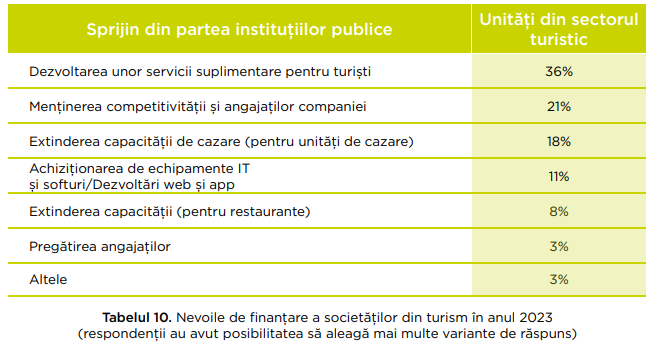 Sprijin din partea instituțiilor publice
Unități din sectorul
turistic
Dezvoltarea unor servicii suplimentare pentru turiști
36%
Menținerea competitivității și angajaților companiei
21%
Extinderea capacității de cazare (pentru unități de cazare)
18%
Achiziționarea de echipamente IT
și softuri/Dezvoltări web și app
11%
Extinderea capacității (pentru restaurante)
8%
Pregătirea angajaților
3%
Altele
3%
Tabelul 10. Nevoile de finanțare a societăților din turism în anul 2023
(respondenții au avut posibilitatea să aleagă mai multe variante de răspuns)